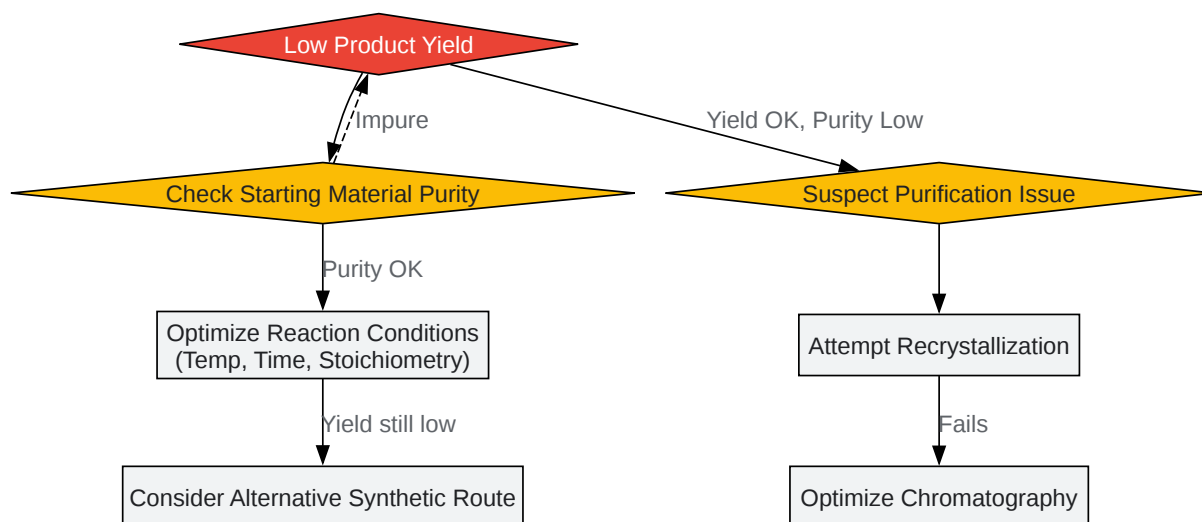 Low Product Yield
Impure
Yield OK, Purity Low
Check Starting Material Purity
Suspect Purification Issue
Purity OK
Optimize Reaction Conditions
(Temp, Time, Stoichiometry)
Attempt Recrystallization
Yield still low
Fails
Consider Alternative Synthetic Route
Optimize Chromatography